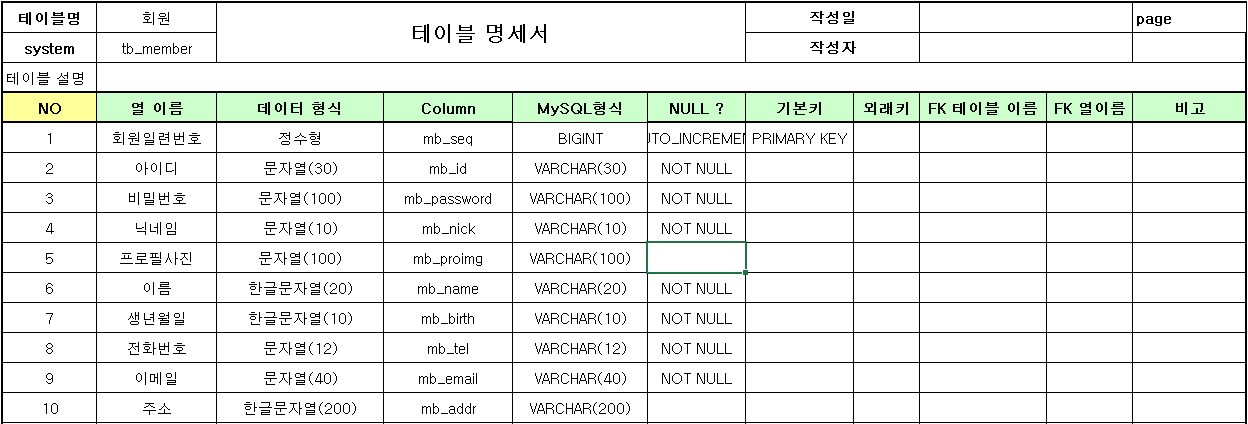 테이블명 회원 테이블 명세서 작성일 page
system tb_member 작성자
테이블 설명
NO 열 이름 데이터 형식 Column MySQL형식 NULL ? 기본키 외래키 FK 테이블 이름 FK 열이름 비고
1 회원일련번호 정수형 mb_seq BIGINT UTO_INCREMEN PRIMARY KEY
2 아이디 문자열(30) mb_id VARCHAR(30) NOT NULL
3 비밀번호 문자열(100) mb_password VARCHAR(100) NOT NULL
4 닉네임 문자열(10) mb_nick VARCHAR(10) NOT NULL
5 프로필사진 문자열(100) mb_proimg VARCHAR(100)
6 이름 한글문자열(20) mb_name VARCHAR(20) NOT NULL
7 생년월일 한글문자열(10) mb_birth VARCHAR(10) NOT NULL
8 전화번호 문자열(12) mb_tel VARCHAR(12) NOT NULL
9 이메일 문자열(40) mb_email VARCHAR(40) NOT NULL
10 주소 한글문자열(200) mb_addr VARCHAR(200)